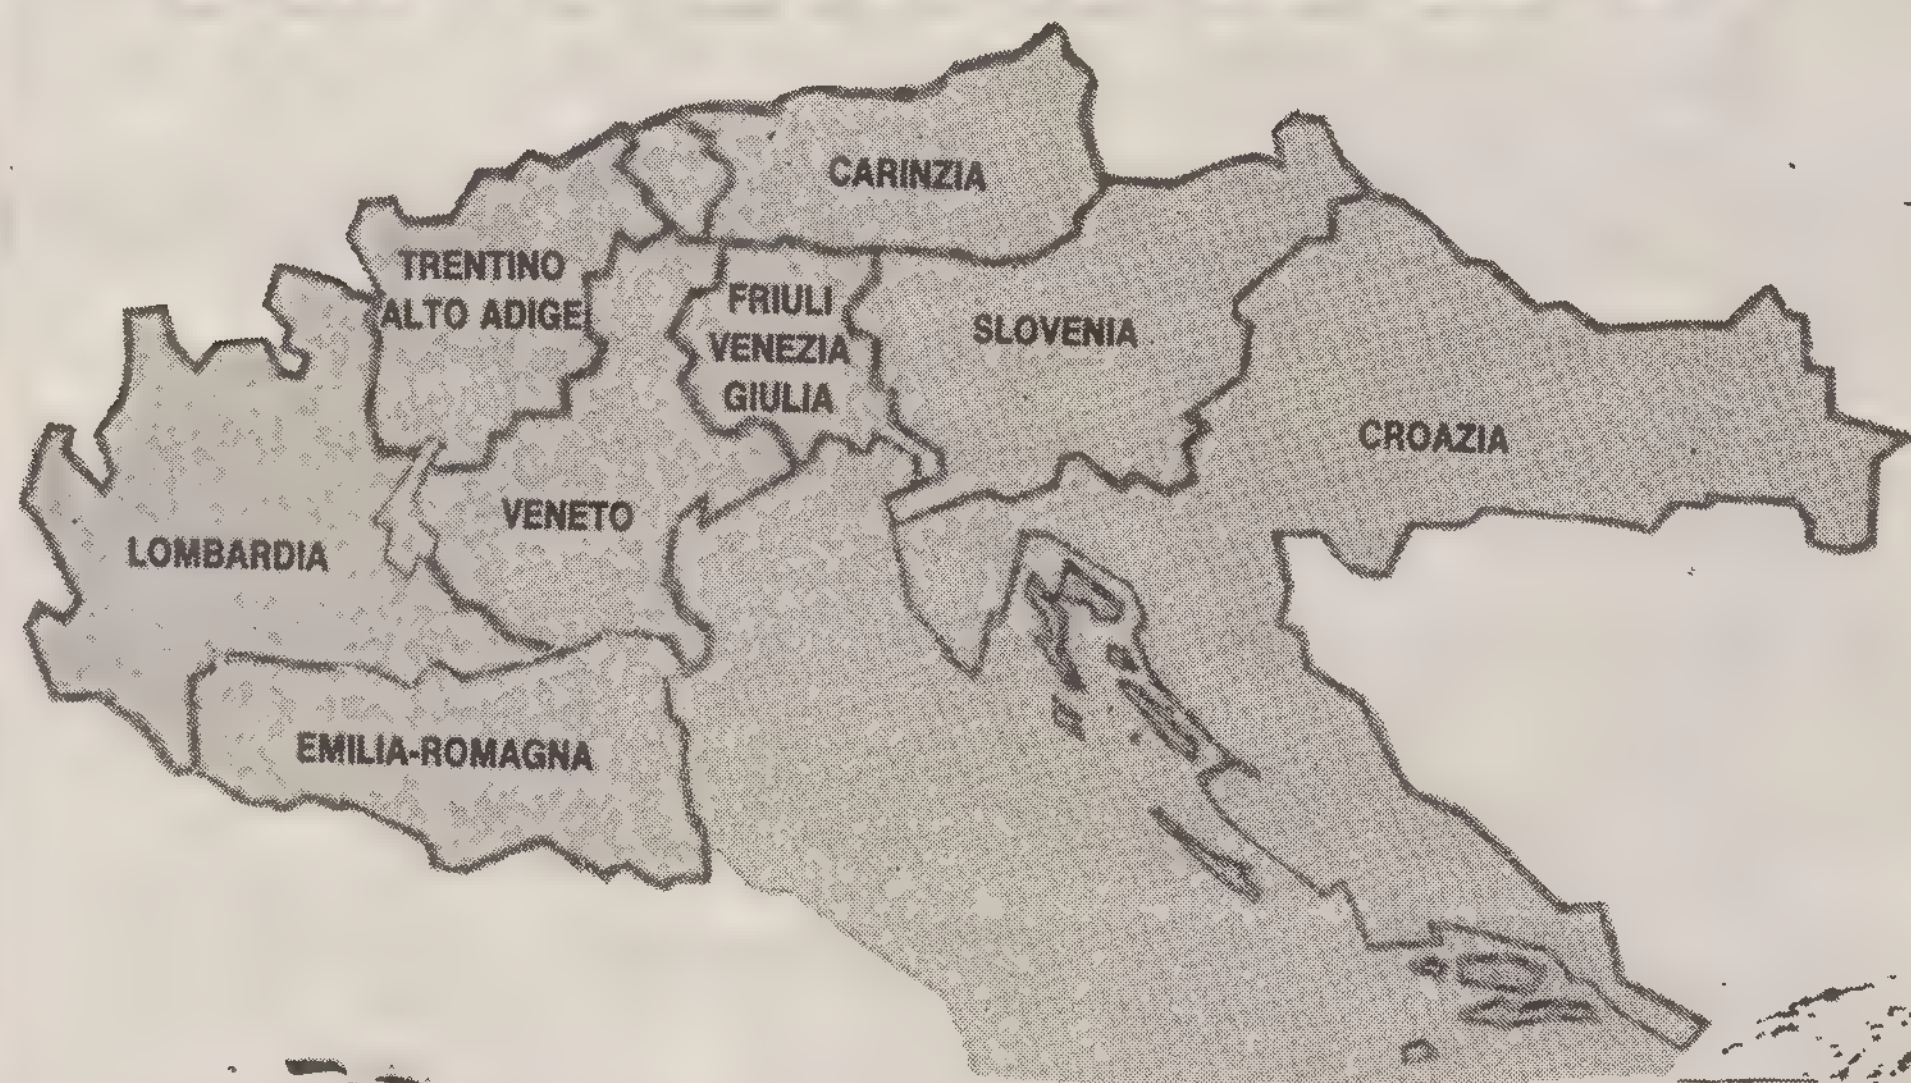 CARINZIA
TRENTINO
ALTO ADIGE
FRIULI
VENEZIA
GIULIA
SLOVENIA
CROAZIA
VENETO
LOMBARDIA
EMILIA-ROMAGNA